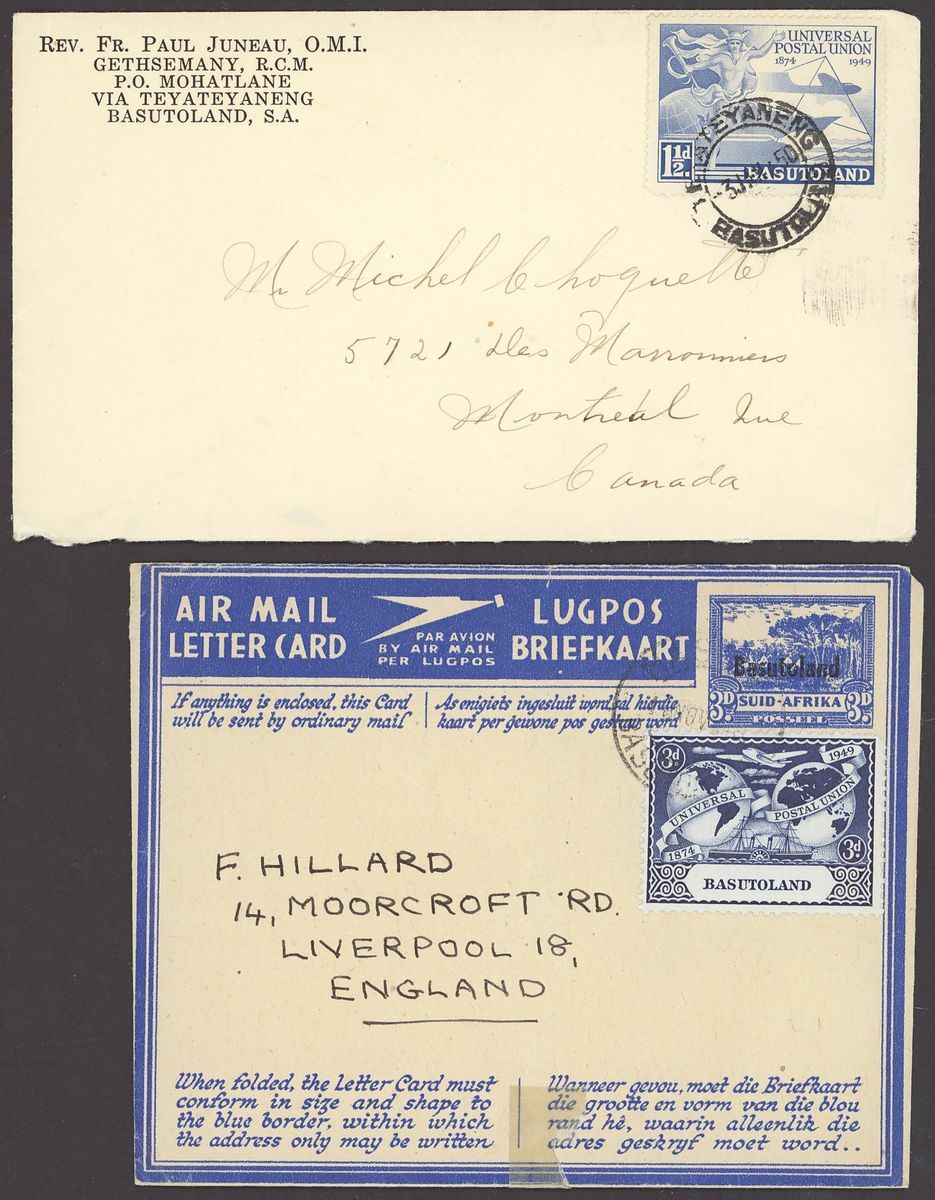 REV. FR. PAUL JUNEAU, O.M.I.
GETHSEMANY, R.C.M.
P.O. MOHATLANE
VIA TEYATEYANENG
BASUTOLAND, S.A.
UNIVERSAL
POSTAL UNION
1874 1949
1½d.
BASUTOLAND
TEYATEYANENG
BASUTOLAND
Mr Michel Choquette
5721 des Marronniers
Montréal Que
Canada
AIR MAIL
LETTER CARD
PAR AVION
BY AIR MAIL
PER LUGPOS
LUGPOS
BRIEFKAART
Basutoland
3D SUID-AFRIKA 3D
POSSEEL
If anything is enclosed, this Card
will be sent by ordinary mail
As enigiets ingesluit word, sal hierdie
kaart per gewone pos gestuur word
3d 1949
UNIVERSAL POSTAL UNION
1874 3d
BASUTOLAND
F. HILLARD
14, MOORCROFT RD.
LIVERPOOL 18,
ENGLAND
When folded, the Letter Card must
conform in size and shape to
the blue border, within which
the address only may be written
Wanneer gevou, moet die Briefkaart
die grootte en vorm van die blou
rand hê, waarin alleenlik die
adres geskryf moet word..